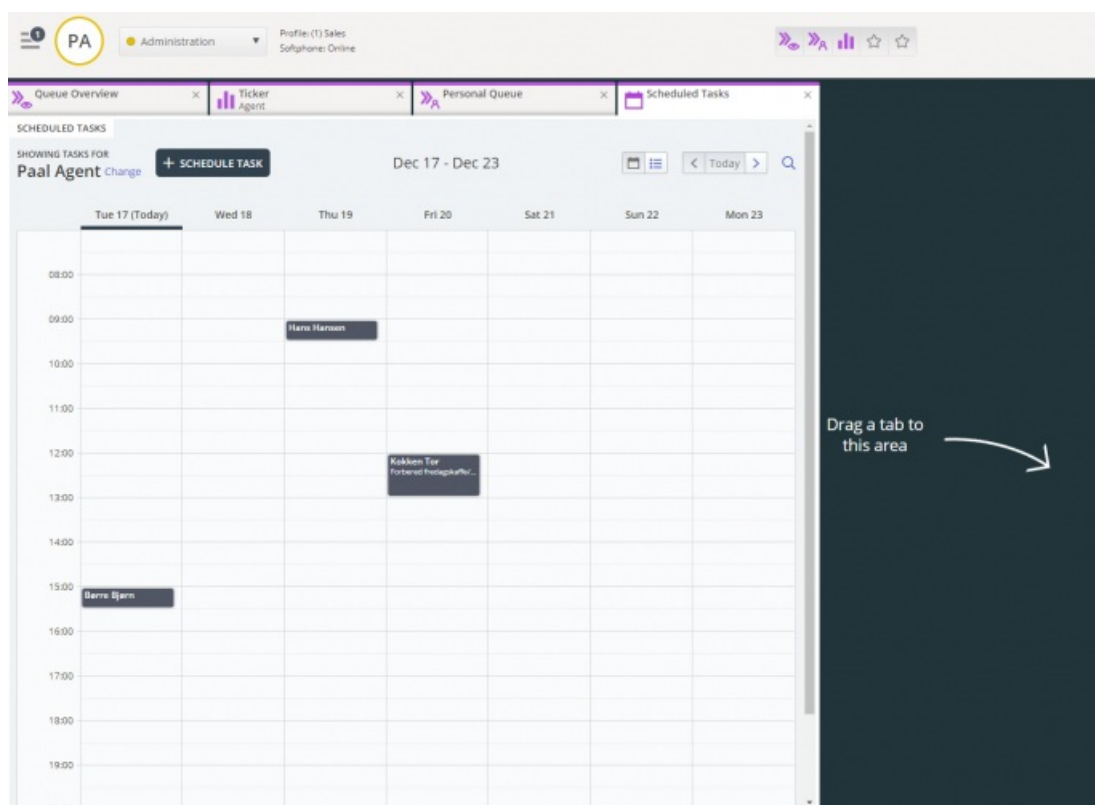 1
PA
Administration
Profile: (1) Sales
Softphone: Online
Queue Overview
Ticker
Agent
Personal Queue
Scheduled Tasks
SCHEDULED TASKS
SHOWING TASKS FOR
Paal Agent Change
+ SCHEDULE TASK
Dec 17 - Dec 23
Today
Tue 17 (Today) Wed 18 Thu 19 Fri 20 Sat 21 Sun 22 Mon 23
08:00
09:00
Hans Hansen
10:00
11:00
12:00
Kokken Tor
Forbered fredagskaffe/...
13:00
14:00
15:00
Børre Bjørn
16:00
17:00
18:00
19:00
Drag a tab to
this area